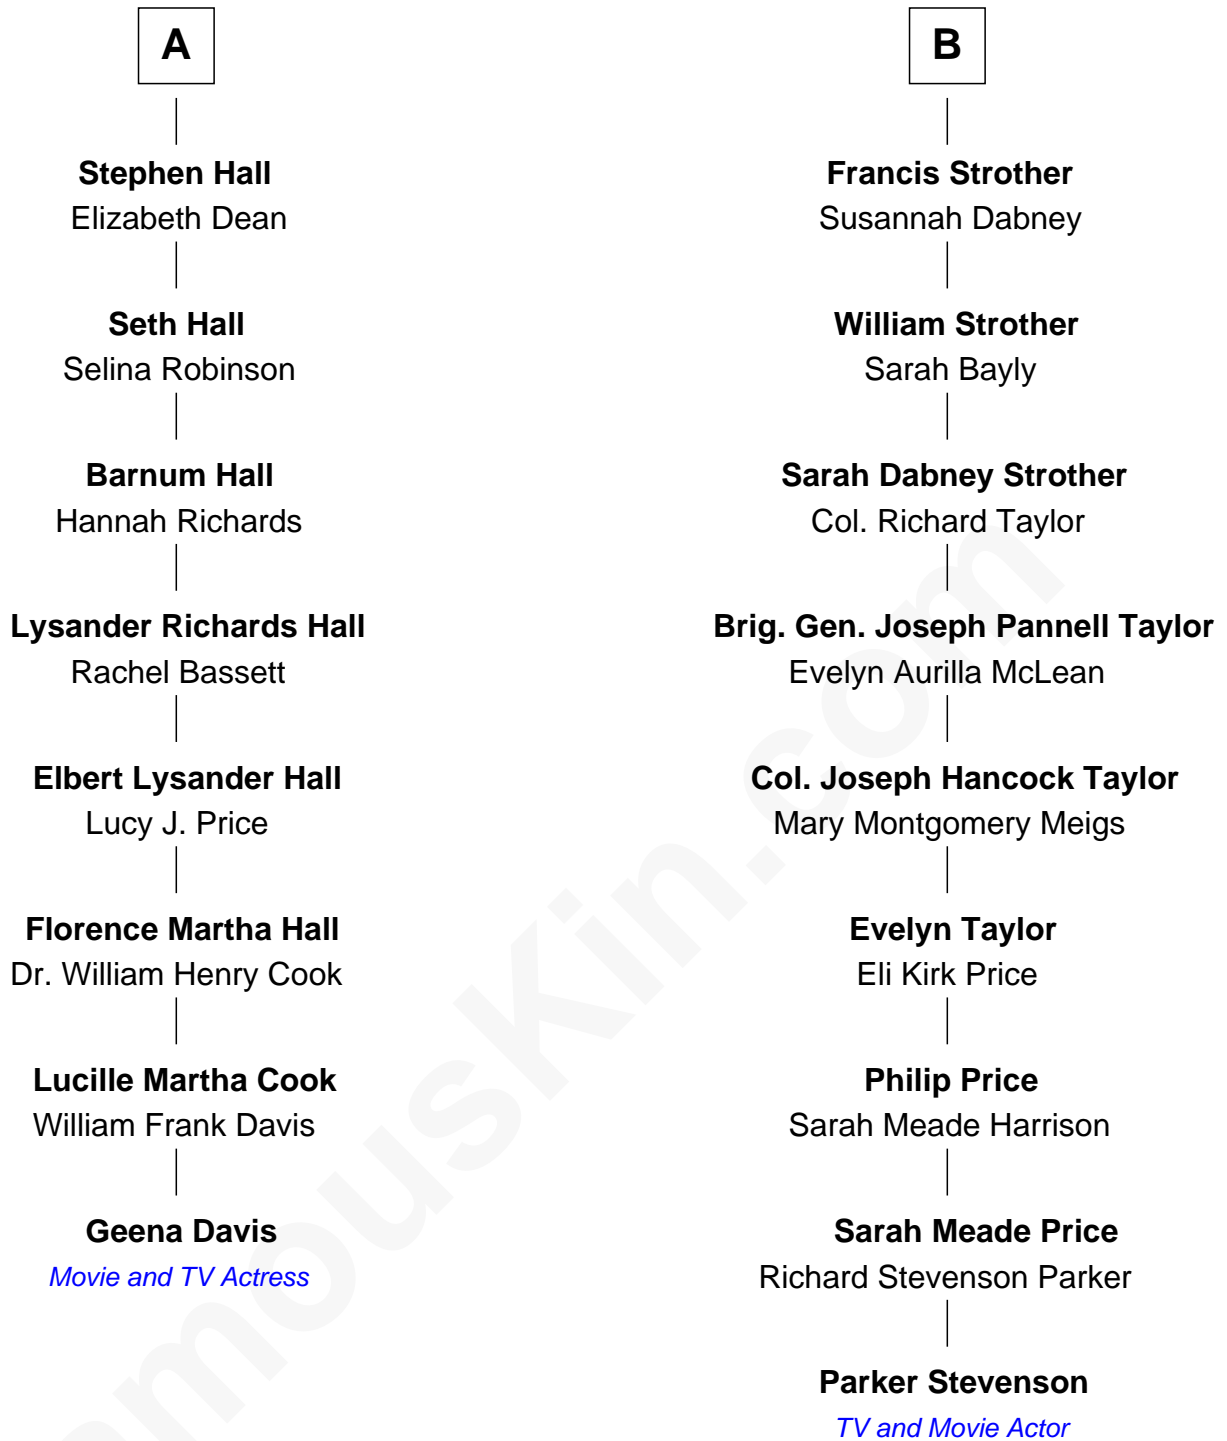 A
Stephen Hall
Elizabeth Dean
Seth Hall
Selina Robinson
Barnum Hall
Hannah Richards
Lysander Richards Hall
Rachel Bassett
Elbert Lysander Hall
Lucy J. Price
Florence Martha Hall
Dr. William Henry Cook
Lucille Martha Cook
William Frank Davis
Geena Davis
Movie and TV Actress
B
Francis Strother
Susannah Dabney
William Strother
Sarah Bayly
Sarah Dabney Strother
Col. Richard Taylor
Brig. Gen. Joseph Pannell Taylor
Evelyn Aurilla McLean
Col. Joseph Hancock Taylor
Mary Montgomery Meigs
Evelyn Taylor
Eli Kirk Price
Philip Price
Sarah Meade Harrison
Sarah Meade Price
Richard Stevenson Parker
Parker Stevenson
TV and Movie Actor
amousKin.com